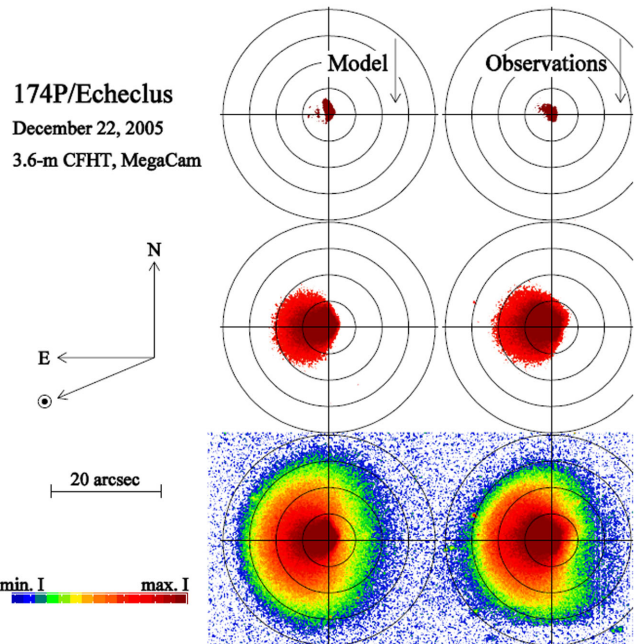 Model
Observations
174P/Echeclus
December 22, 2005
3.6-m CFHT, MegaCam
N
E
20 arcsec
min. I
max. I